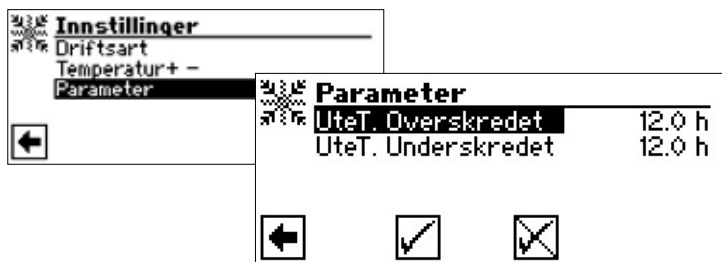 Innstillinger
Driftsart
Temperatur+ -
Parameter
Parameter
UteT. Overskredet 12.0 h
UteT. Underskredet 12.0 h